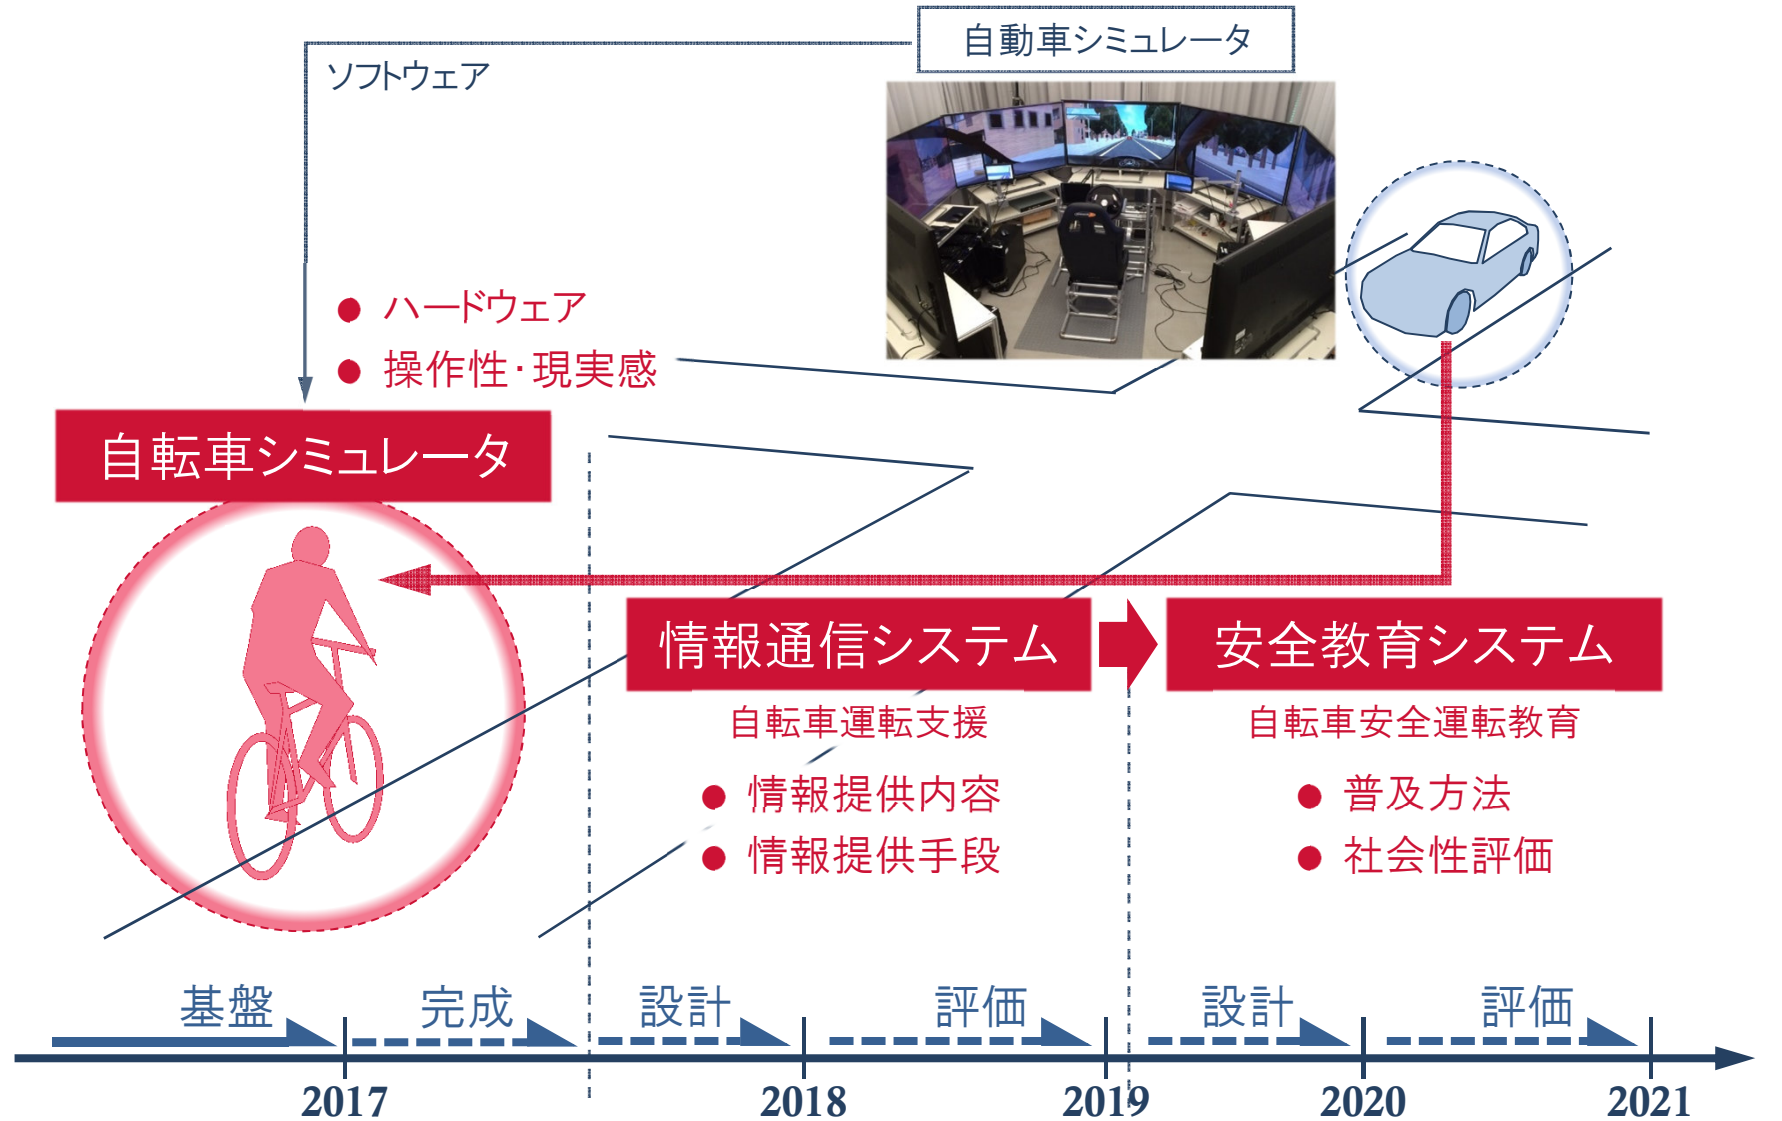 自動車シミュレータ
ソフトウェア
● ハードウェア
● 操作性・現実感
自転車シミュレータ
情報通信システム
自転車運転支援
● 情報提供内容
● 情報提供手段
安全教育システム
自転車安全運転教育
● 普及方法
● 社会性評価
基盤
完成
設計
評価
設計
評価
2017
2018
2019
2020
2021